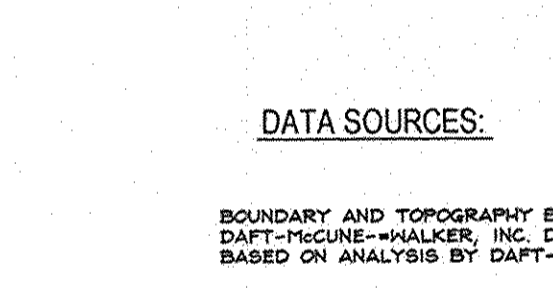 DATA SOURCES:
BOUNDARY AND TOPOGRAPHY
DAFT-McCUNE-=WALKER, INC.
BASED ON ANALYSIS BY DAFT-